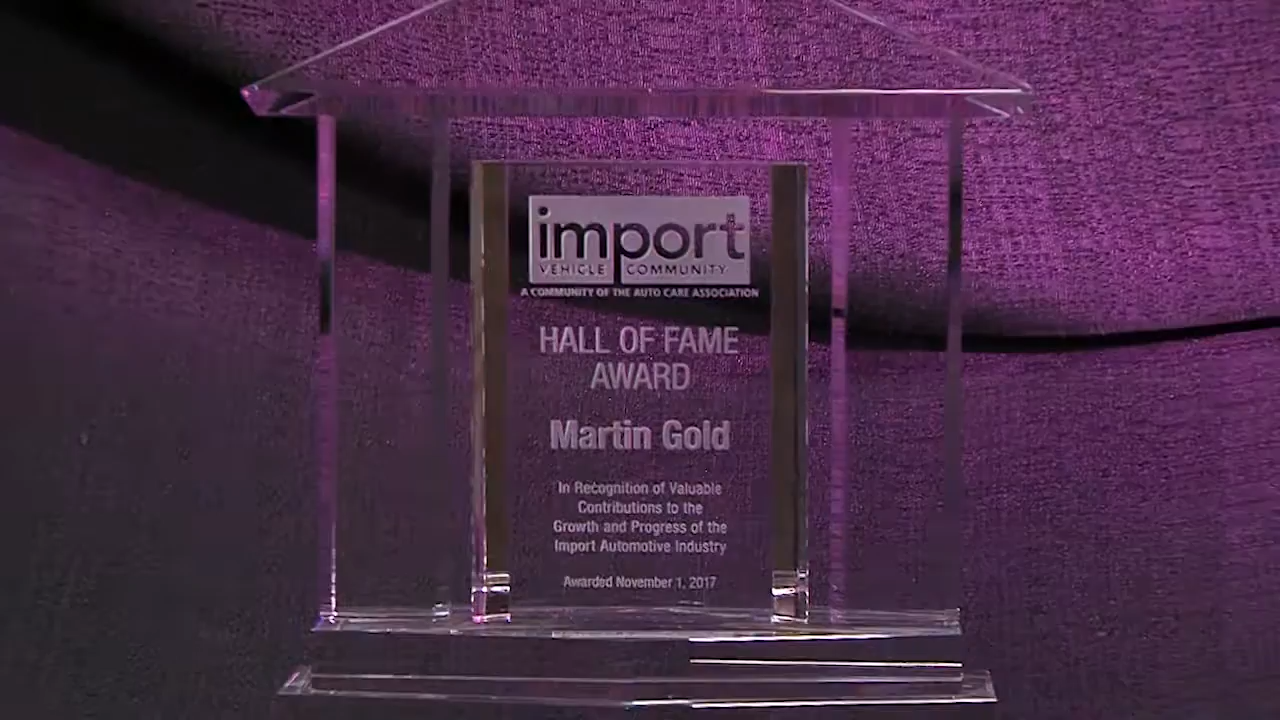 import
VEHICLE COMMUNITY
A COMMUNITY OF THE AUTO CARE ASSOCIATION
HALL OF FAME
AWARD
Martin Gold
In Recognition of Valuable
Contributions to the
Growth and Progress of the
Import Automotive Industry
Awarded November 1, 2017